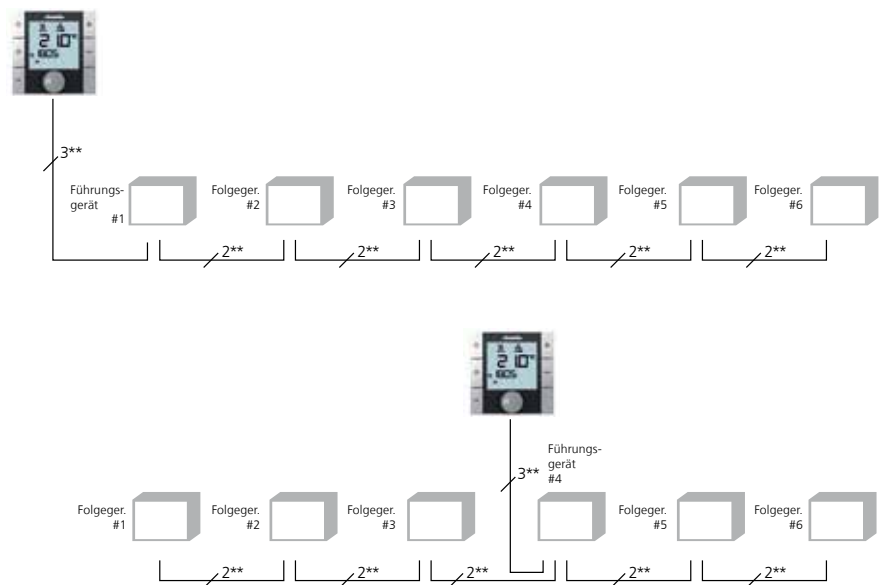 3**
Führungs-
gerät
#1
Folgeger.
#2
Folgeger.
#3
Folgeger.
#4
Folgeger.
#5
Folgeger.
#6
2**
2**
2**
2**
2**
3**
Führungs-
gerät
#4
Folgeger.
#1
Folgeger.
#2
Folgeger.
#3
Folgeger.
#5
Folgeger.
#6
2**
2**
2**
2**
2**